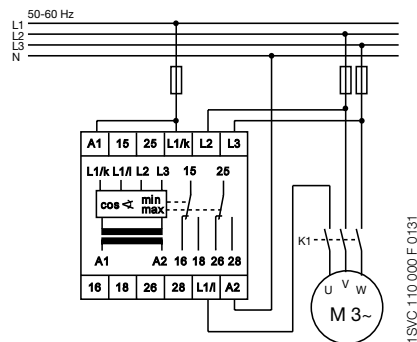 50-60 Hz
L1
L2
L3
N
A1 15 25 L1/k L2 L3
L1/k L1/l L2 L3 15 25
cos ∢ min
max
A1 A2 16 18 26 28
16 18 26 28 L1/l A2
K1
U V W
M 3~
1SVC 110 000 F 0131